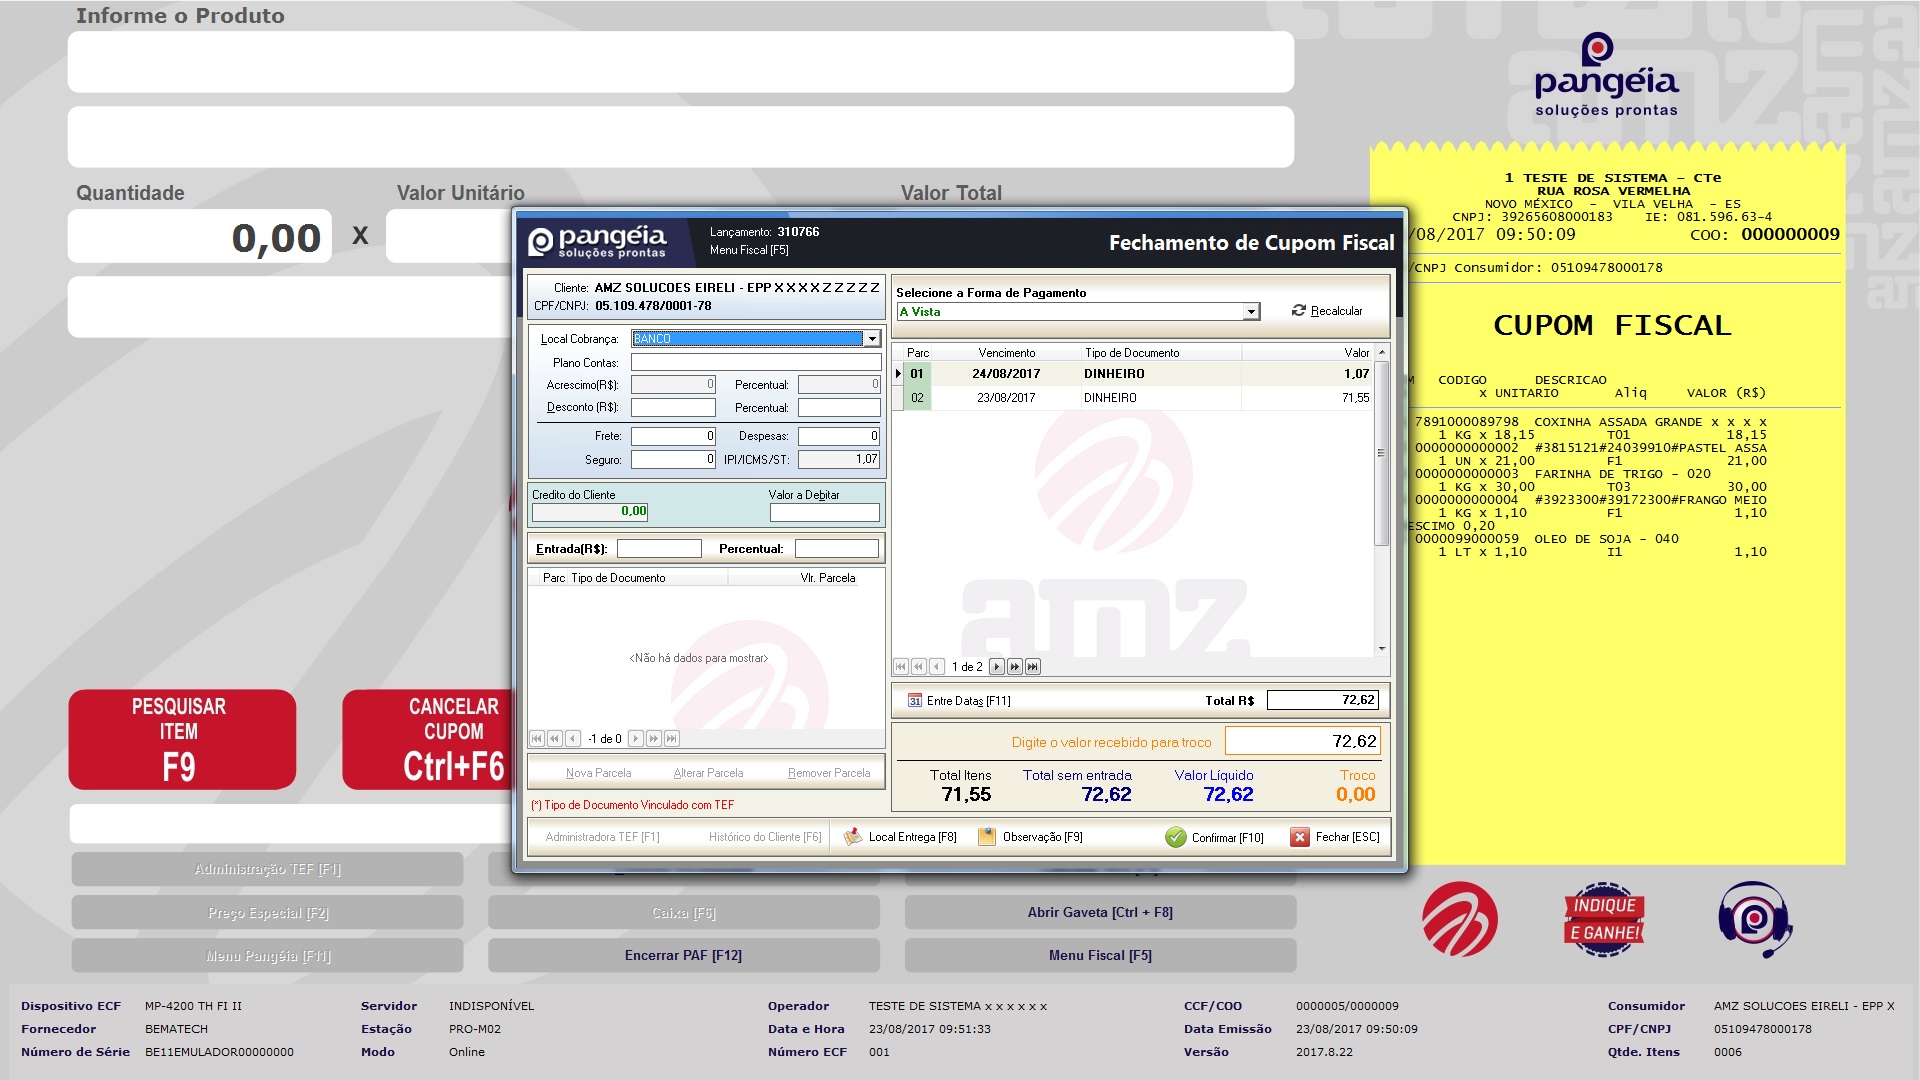 Informe o Produto
Quantidade
Valor Unitário
Valor Total
0,00
X
PESQUISAR
ITEM
F9
CANCELAR
CUPOM
Ctrl+F6
Administração TEF [F1]
Preço Especial [F2]
Caixa [F6]
Abrir Gaveta [Ctrl + F8]
Menu Pangéia [F11]
Encerrar PAF [F12]
Menu Fiscal [F5]
pangéia
soluções prontas
Lançamento: 310766
Menu Fiscal [F5]
Fechamento de Cupom Fiscal
Cliente: AMZ SOLUCOES EIRELI - EPP X X X X Z Z Z Z Z
CPF/CNPJ: 05.109.478/0001-78
Local Cobrança: BANCO
Plano Contas:
Acrescimo(R$): 0 Percentual: 0
Desconto (R$): Percentual:
Frete: 0 Despesas: 0
Seguro: 0 IPI/ICMS/ST: 1,07
Credito do Cliente Valor a Debitar
0,00
Entrada(R$): Percentual:
Parc Tipo de Documento Vlr. Parcela
<Não há dados para mostrar>
-1 de 0
Nova Parcela Alterar Parcela Remover Parcela
(*) Tipo de Documento Vinculado com TEF
Selecione a Forma de Pagamento
A Vista
Recalcular
Parc Vencimento Tipo de Documento Valor
01 24/08/2017 DINHEIRO 1,07
02 23/08/2017 DINHEIRO 71,55
amz
1 de 2
31 Entre Datas [F11] Total R$ 72,62
Digite o valor recebido para troco 72,62
Total Itens Total sem entrada Valor Líquido Troco
71,55 72,62 72,62 0,00
Administradora TEF [F1] Histórico do Cliente [F6] Local Entrega [F8] Observação [F9] Confirmar [F10] Fechar [ESC]
pangéia
soluções prontas
1 TESTE DE SISTEMA - CTe
RUA ROSA VERMELHA
NOVO MÉXICO - VILA VELHA - ES
CNPJ: 39265608000183 IE: 081.596.63-4
/08/2017 09:50:09 COO: 000000009
/CNPJ Consumidor: 05109478000178
CUPOM FISCAL
M CODIGO DESCRICAO
x UNITARIO Aliq VALOR (R$)
7891000089798 COXINHA ASSADA GRANDE x x x x
1 KG x 18,15 T01 18,15
0000000000002 #3815121#24039910#PASTEL ASSA
1 UN x 21,00 F1 21,00
0000000000003 FARINHA DE TRIGO - 020
1 KG x 30,00 T03 30,00
0000000000004 #3923300#39172300#FRANGO MEIO
1 KG x 1,10 F1 1,10
ESCIMO 0,20
0000099000059 OLEO DE SOJA - 040
1 LT x 1,10 I1 1,10
INDIQUE
E GANHE!
Dispositivo ECF MP-4200 TH FI II Servidor INDISPONÍVEL Operador TESTE DE SISTEMA x x x x x x CCF/COO 0000005/0000009 Consumidor AMZ SOLUCOES EIRELI - EPP X
Fornecedor BEMATECH Estação PRO-M02 Data e Hora 23/08/2017 09:51:33 Data Emissão 23/08/2017 09:50:09 CPF/CNPJ 05109478000178
Número de Série BE11EMULADOR00000000 Modo Online Número ECF 001 Versão 2017.8.22 Qtde. Itens 0006